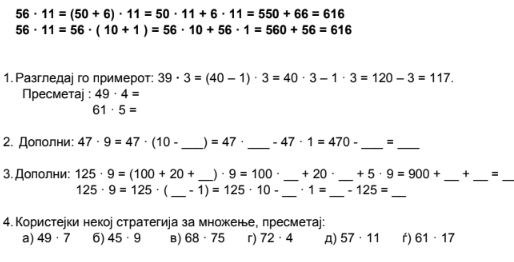 56 · 11 = (50 + 6) · 11 = 50 · 11 + 6 · 11 = 550 + 66 = 616
56 · 11 = 56 · ( 10 + 1 ) = 56 · 10 + 56 · 1 = 560 + 56 = 616
1. Разгледај го примерот: 39 · 3 = (40 – 1) · 3 = 40 · 3 – 1 · 3 = 120 – 3 = 117.
Пресметај : 49 · 4 =
61 · 5 =
2. Дополни: 47 · 9 = 47 · (10 - ___) = 47 · ___ - 47 · 1 = 470 - ___ = ___
3. Дополни: 125 · 9 = (100 + 20 + __) · 9 = 100 · __ + 20 · __ + 5 · 9 = 900 + __ + __ = __
125 · 9 = 125 · ( __ - 1) = 125 · 10 - __ · 1 = __ - 125 = __
4. Користејки некој стратегија за множење, пресметај:
а) 49 · 7 б) 45 · 9 в) 68 · 75 г) 72 · 4 д) 57 · 11 ѓ) 61 · 17